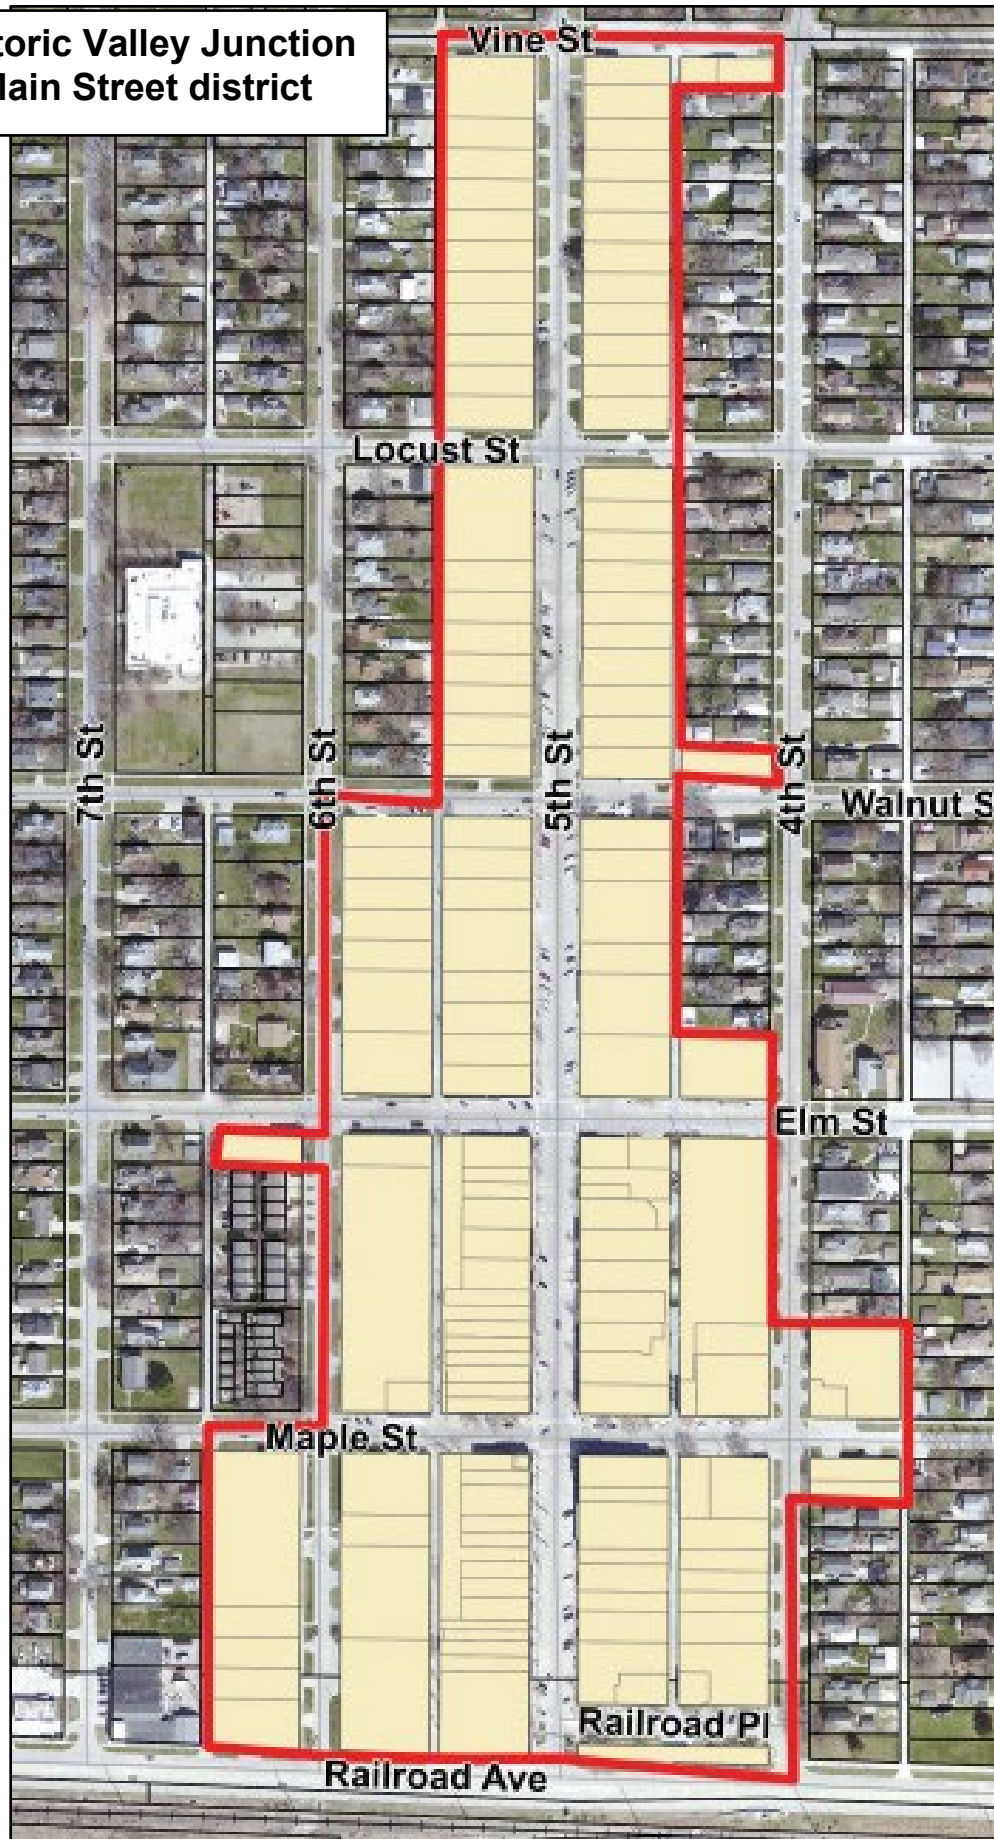 toric Valley Junction
lain Street district
Vine St
Locust St
7th St
6th St
5th St
4th St
Walnut S
Elm St
Maple St
Railroad Pl
Railroad Ave